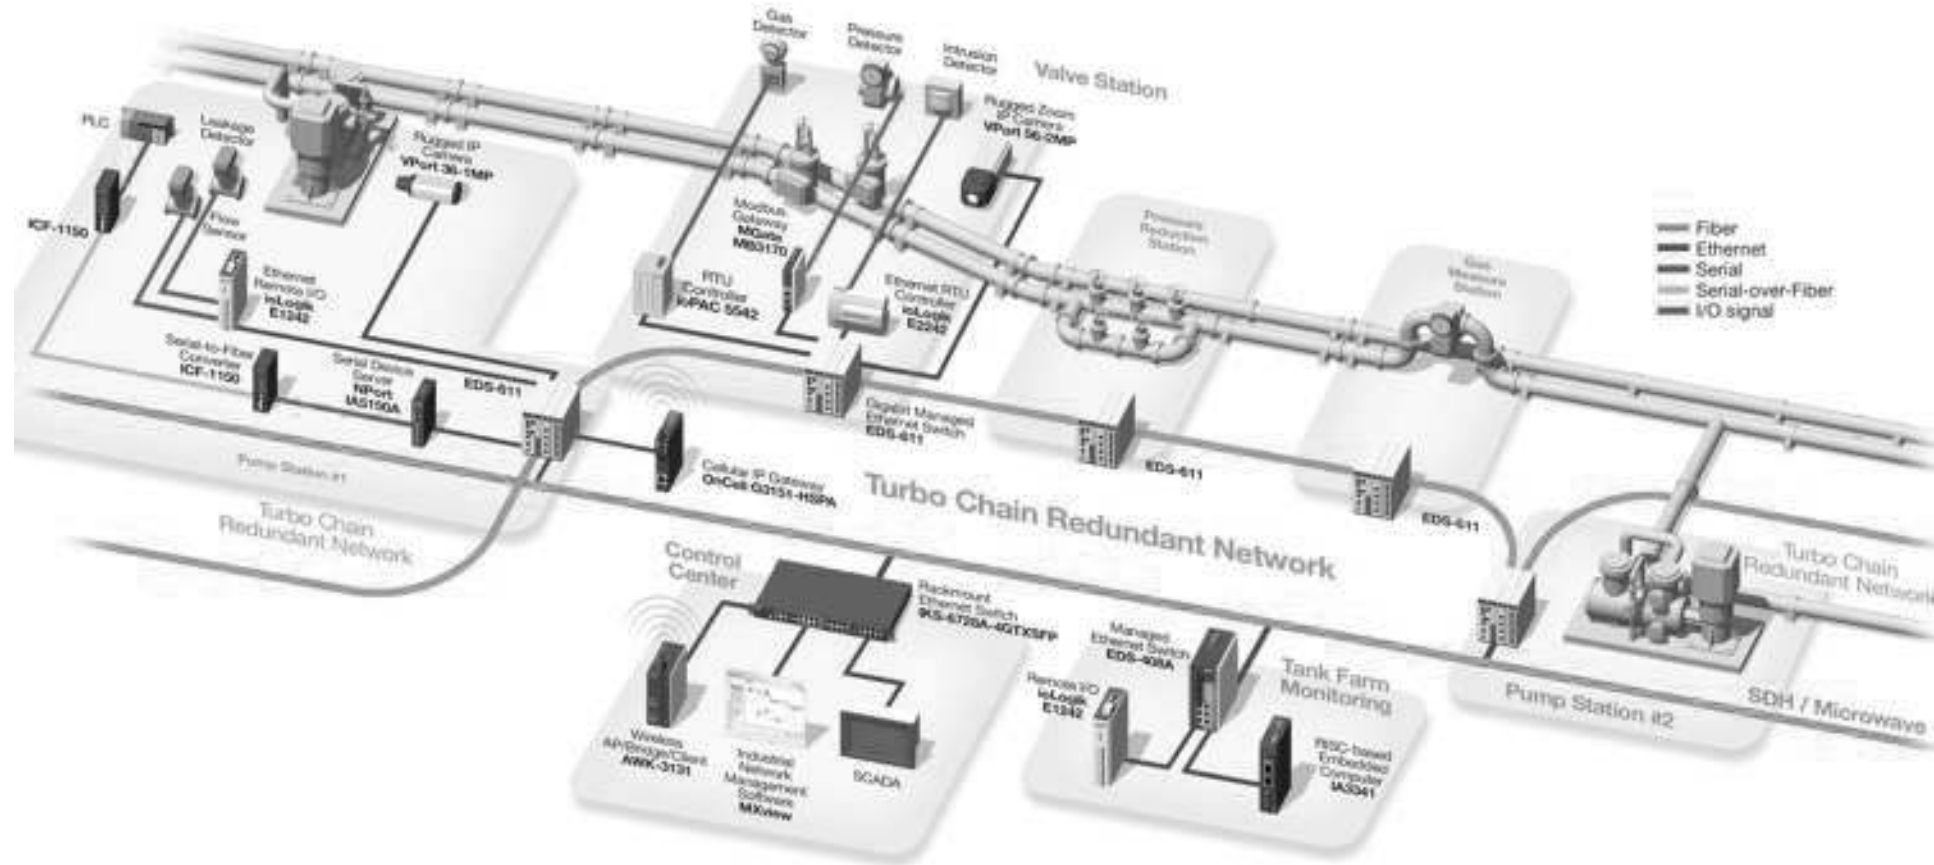 Gas
Detector
Pressure
Detector
Intrusion
Detector
Valve Station
Rugged Zoom
IP Camera
VPort 56-2MP
PLC
Leakage
Detector
Rugged IP
Camera
VPort 36-1MP
ICF-1150
Flow
Sensor
Ethernet
Remote I/O
ioLogik
E1242
Modbus
Gateway
MGate
MB3170
RTU
Controller
ioPAC 5542
Ethernet RTU
Controller
ioLogik
E2242
Pressure
Reduction
Station
Gas
Measure
Station
Fiber
Ethernet
Serial
Serial-over-Fiber
I/O signal
Serial-to-Fiber
Converter
ICF-1150
Serial Device
Server
NPort
IA5150A
EDS-611
Gigabit Managed
Ethernet Switch
EDS-611
EDS-611
EDS-611
Pump Station #1
Cellular IP Gateway
OnCell G3151-HSPA
Turbo Chain
Redundant Network
Turbo Chain Redundant Network
Turbo Chain
Redundant Network
Control
Center
Rackmount
Ethernet Switch
IKS-6726A-4GTXSFP
Wireless
AP/Bridge/Client
AWK-3131
Industrial
Network
Management
Software
MXview
SCADA
Managed
Ethernet Switch
EDS-408A
Remote I/O
ioLogik
E1242
Tank Farm
Monitoring
RISC-based
Embedded
Computer
IA3341
Pump Station #2
SDH / Microwave